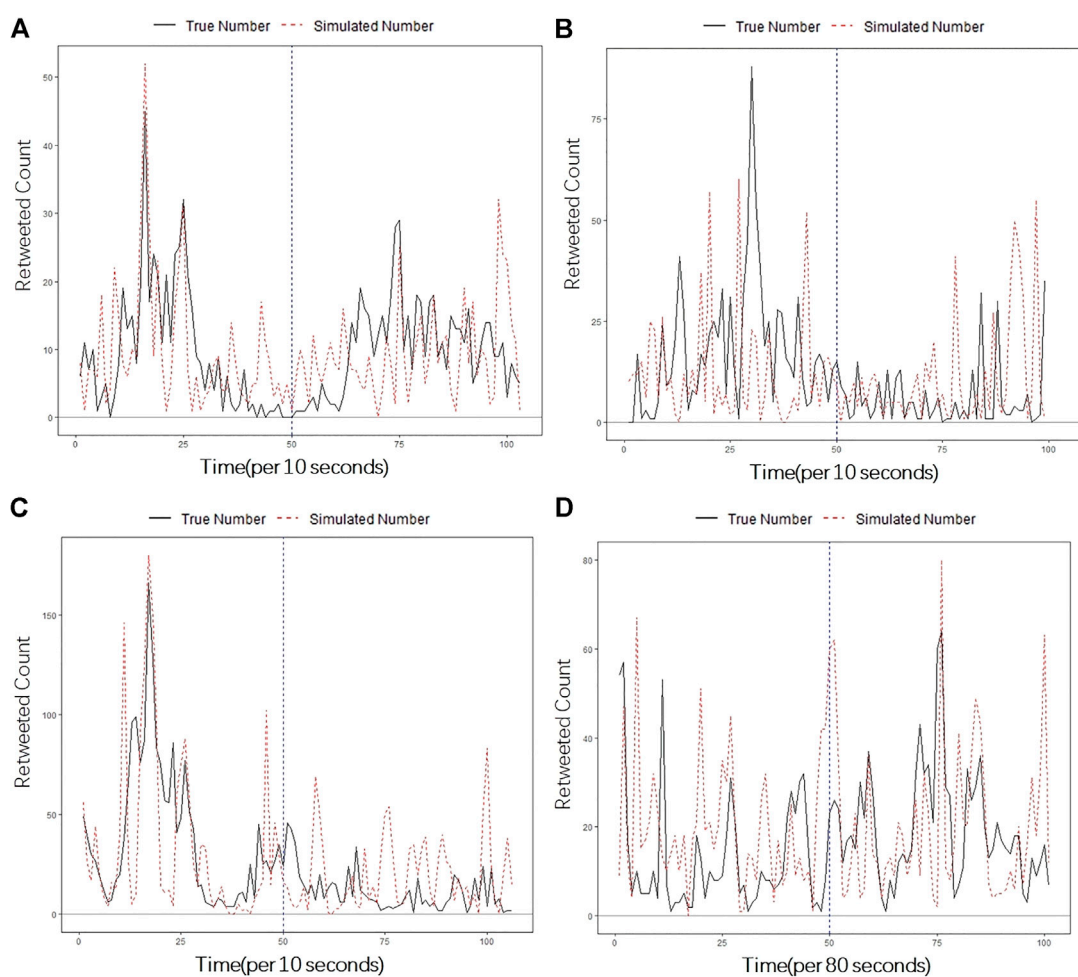 A
True Number Simulated Number
Retweeted Count
50
40
30
20
10
0
0 25 50 75 100
Time(per 10 seconds)
B
True Number Simulated Number
Retweeted Count
75
50
25
0
0 25 50 75 100
Time(per 10 seconds)
C
True Number Simulated Number
Retweeted Count
150
100
50
0
0 25 50 75 100
Time(per 10 seconds)
D
True Number Simulated Number
Retweeted Count
80
60
40
20
0
0 25 50 75 100
Time(per 80 seconds)